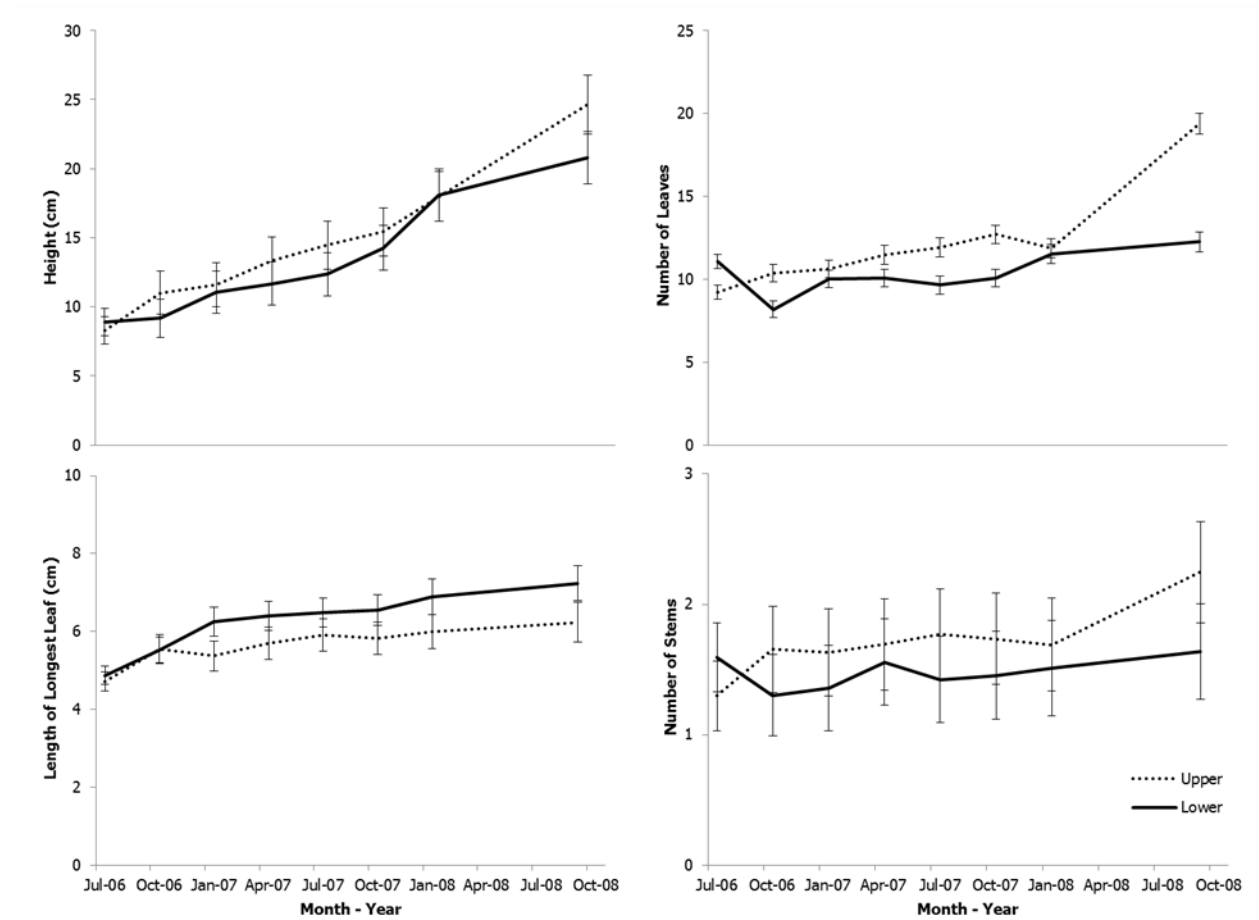 30
25
20
15
10
5
0
Height (cm)
25
20
15
10
5
0
Number of Leaves
10
8
6
4
2
0
Length of Longest Leaf (cm)
Jul-06 Oct-06 Jan-07 Apr-07 Jul-07 Oct-07 Jan-08 Apr-08 Jul-08 Oct-08
Month - Year
3
2
1
0
Number of Stems
Upper
Lower
Jul-06 Oct-06 Jan-07 Apr-07 Jul-07 Oct-07 Jan-08 Apr-08 Jul-08 Oct-08
Month - Year